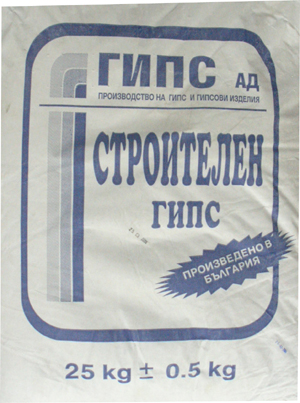 ГИПС АД
ПРОИЗВОДСТВО НА ГИПС И ГИПСОВИ ИЗДЕЛИЯ
СТРОИТЕЛЕН
ГИПС
ПРОИЗВЕДЕНО В
БЪЛГАРИЯ
25 kg ± 0.5 kg